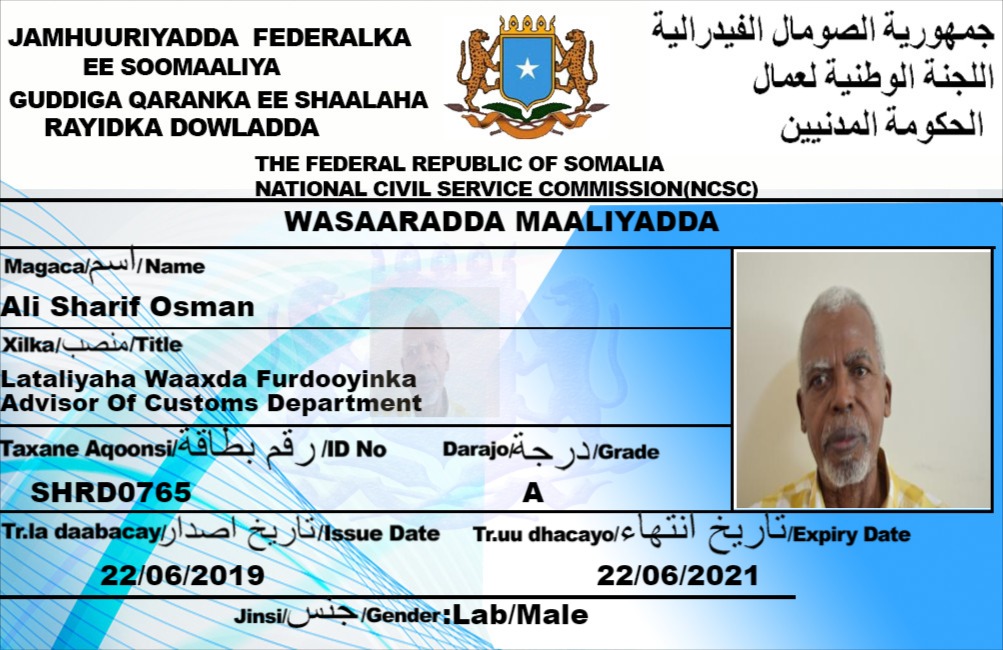 JAMHUURIYADDA FEDERALKA
EE SOOMAALIYA
GUDDIGA QARANKA EE SHAALAHA
RAYIDKA DOWLADDA
جمهورية الصومال الفيدرالية
اللجنة الوطنية لعمال
الحكومة المدنيين
THE FEDERAL REPUBLIC OF SOMALIA
NATIONAL CIVIL SERVICE COMMISSION(NCSC)
WASAARADDA MAALIYADDA
Magaca/اسم/Name
Ali Sharif Osman
Xilka/منصب/Title
Lataliyaha Waaxda Furdooyinka
Advisor Of Customs Department
Taxane Aqoonsi/رقم بطاقة/ID No
SHRD0765
Darajo/درجة/Grade
A
Tr.la daabacay/تاريخ اصدار/Issue Date
22/06/2019
Tr.uu dhacayo/تاريخ انتهاء/Expiry Date
22/06/2021
Jinsi/جنس/Gender:Lab/Male